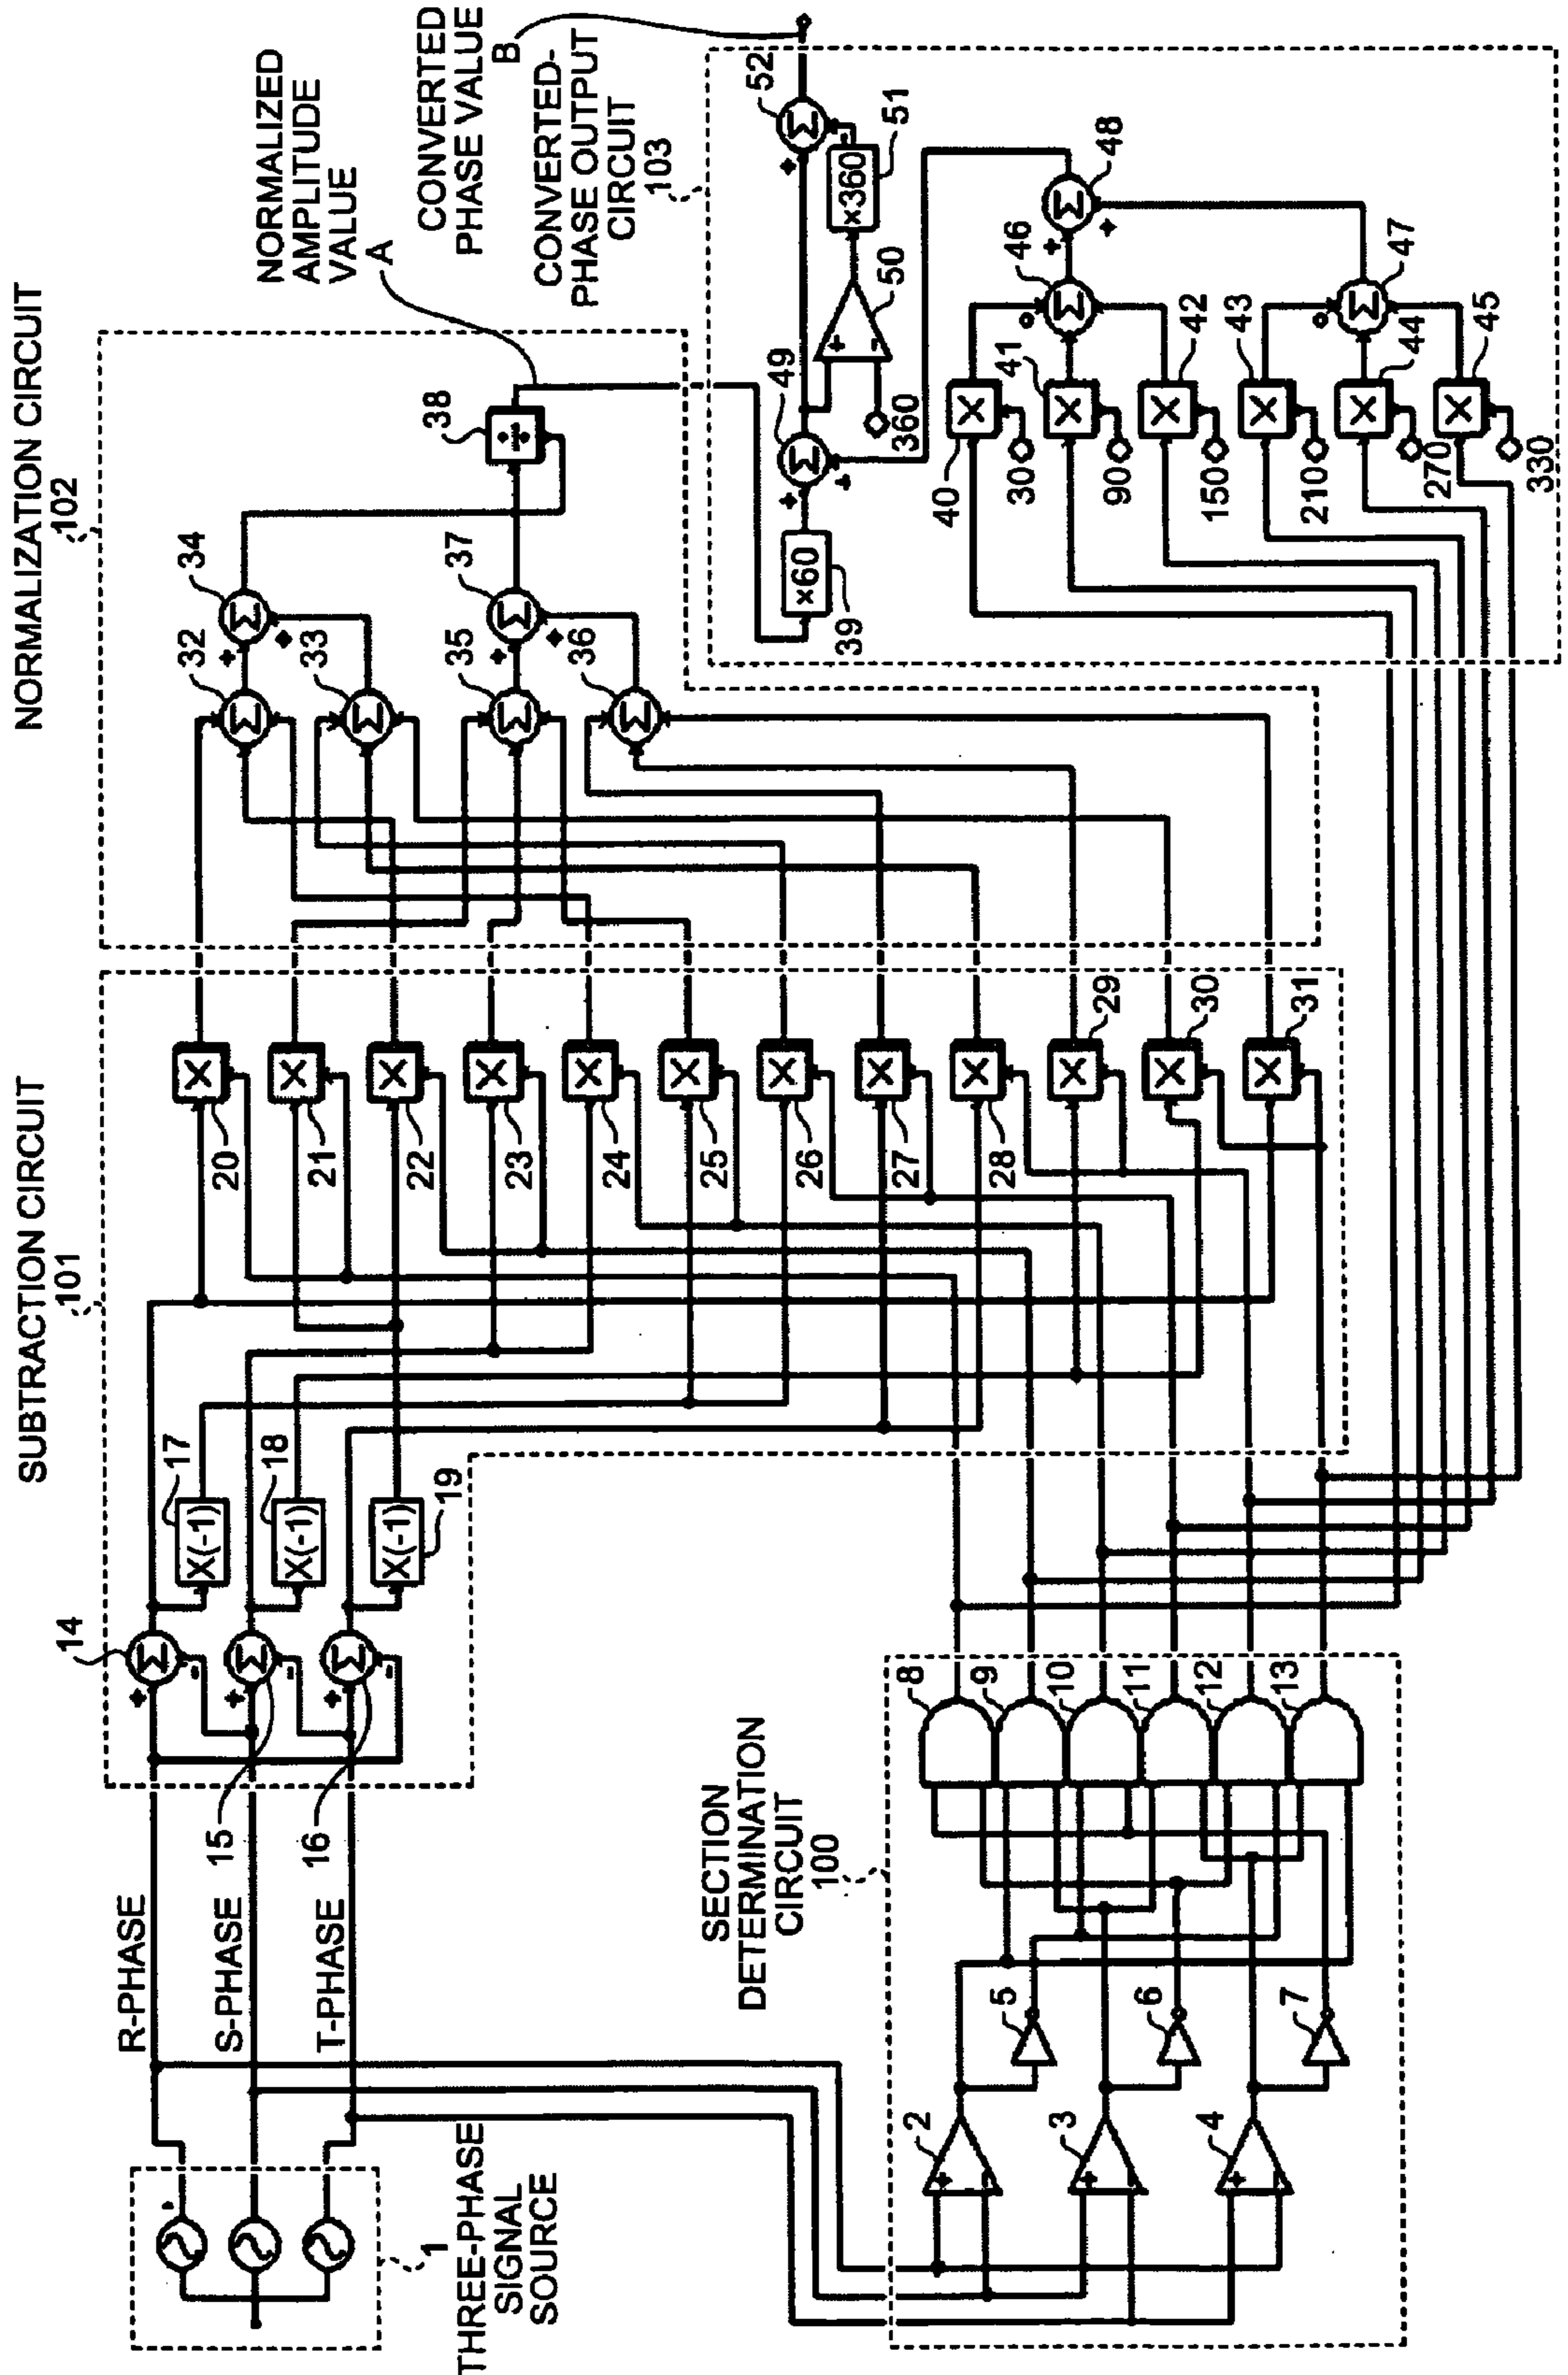 NORMALIZATION CIRCUIT
102
SUBTRACTION CIRCUIT
101
NORMALIZED
AMPLITUDE
VALUE
A
CONVERTED
PHASE VALUE
B
CONVERTED-
PHASE OUTPUT
CIRCUIT
103
SECTION
DETERMINATION
CIRCUIT
100
THREE-PHASE
SIGNAL
SOURCE
1
R-PHASE
S-PHASE
T-PHASE
14
15
16
17
X(-1)
18
X(-1)
19
X(-1)
Σ
Σ
Σ
+
-
+
-
+
-
2
3
4
5
6
7
8
9
10
11
12
13
20
21
22
23
24
25
26
27
28
29
30
31
X
X
X
X
X
X
X
X
X
X
X
X
32
33
34
35
36
37
38
÷
Σ
Σ
Σ
Σ
Σ
Σ
39
×60
49
Σ
50
360
51
×360
52
Σ
48
Σ
46
Σ
47
Σ
40
X
30
41
X
90
42
X
150
43
X
210
44
X
270
45
X
330